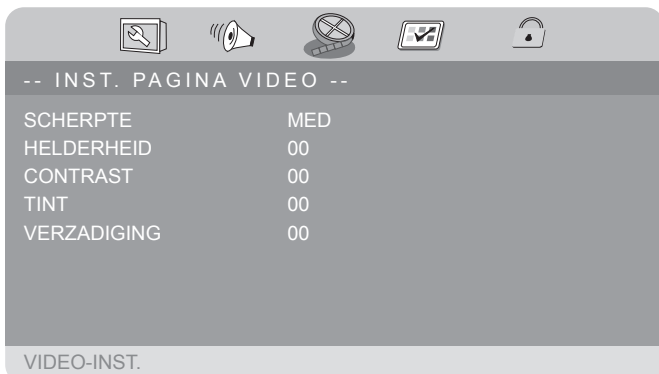 -- INST. PAGINA VIDEO --
SCHERPTE MED
HELDERHEID 00
CONTRAST 00
TINT 00
VERZADIGING 00
VIDEO-INST.